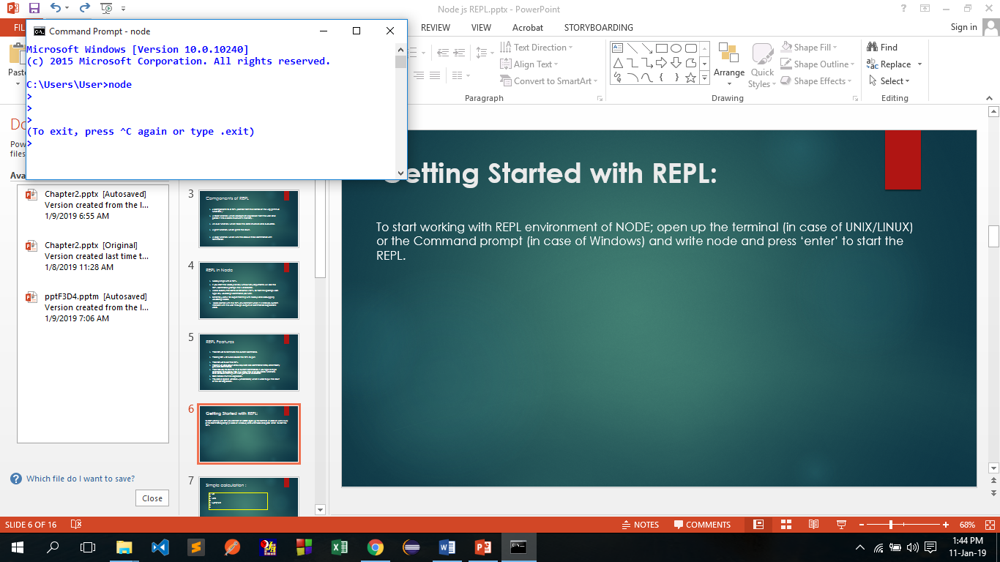 Node js REPL.pptx - PowerPoint
FIL
REVIEW
VIEW
Acrobat
STORYBOARDING
Sign in
Command Prompt - node
Microsoft Windows [Version 10.0.10240]
(c) 2015 Microsoft Corporation. All rights reserved.
C:\Users\User>node
>
>
>
(To exit, press ^C again or type .exit)
>
Text Direction
Align Text
Convert to SmartArt
Paragraph
Arrange
Quick
Styles
Shape Fill
Shape Outline
Shape Effects
Drawing
Find
Replace
Select
Editing
Chapter2.pptx [Autosaved]
Version created from the l...
1/9/2019 6:55 AM
Chapter2.pptx [Original]
Version created last time t...
1/8/2019 11:28 AM
pptF3D4.pptm [Autosaved]
Version created from the l...
1/9/2019 7:06 AM
Which file do I want to save?
Close
3
Components of REPL
4
REPL in Node
5
REPL Features
6
Getting Started with REPL:
7
Simple calculation :
Getting Started with REPL:
To start working with REPL environment of NODE; open up the terminal (in case of UNIX/LINUX)
or the Command prompt (in case of Windows) and write node and press ‘enter’ to start the
REPL.
SLIDE 6 OF 16
NOTES
COMMENTS
68%
1:44 PM
11-Jan-19